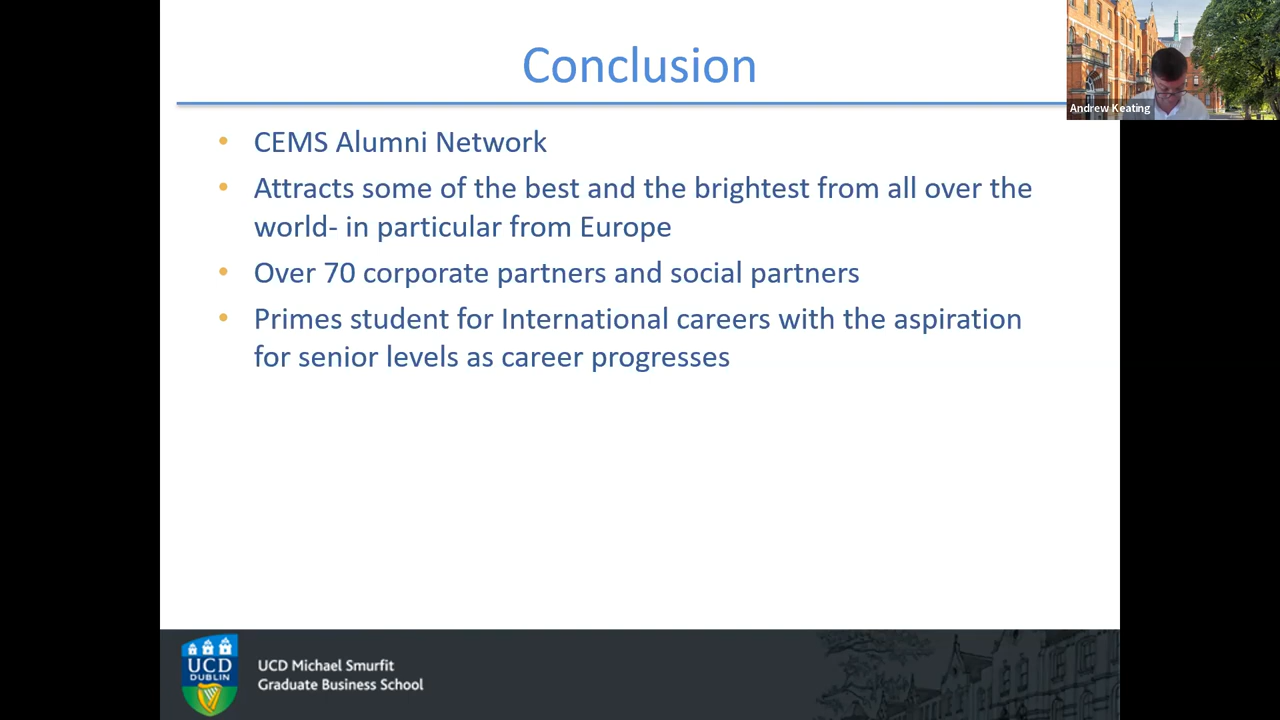 Conclusion
Andrew Keating
• CEMS Alumni Network
• Attracts some of the best and the brightest from all over the
world- in particular from Europe
• Over 70 corporate partners and social partners
• Primes student for International careers with the aspiration
for senior levels as career progresses
UCD
DUBLIN
UCD Michael Smurfit
Graduate Business School